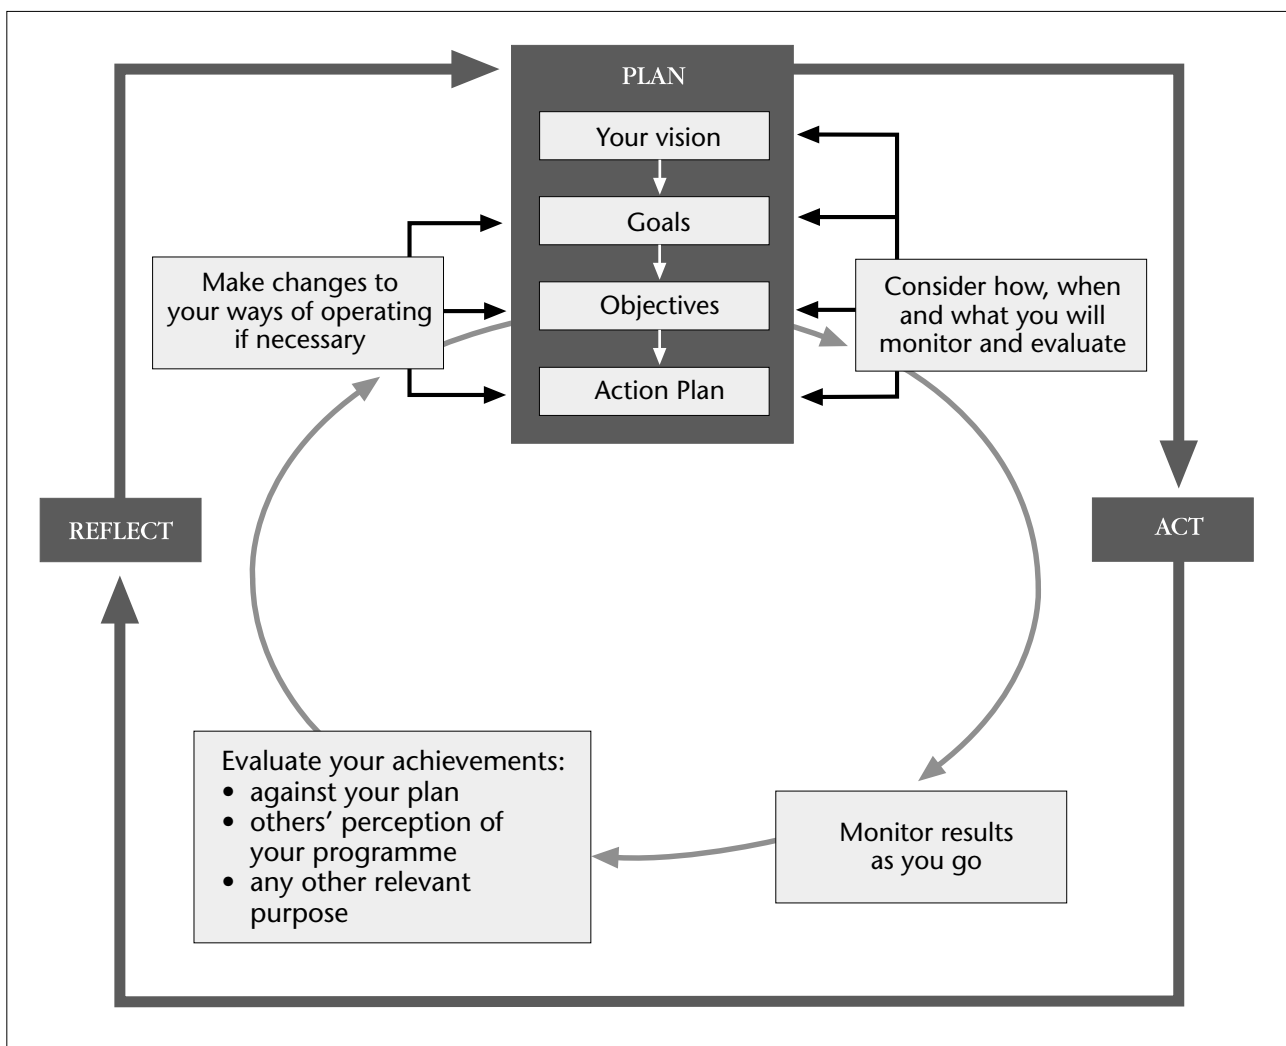 PLAN
Your vision
Goals
Objectives
Action Plan
Make changes to
your ways of operating
if necessary
Consider how, when
and what you will
monitor and evaluate
REFLECT
ACT
Evaluate your achievements:
• against your plan
• others’ perception of
your programme
• any other relevant
purpose
Monitor results
as you go